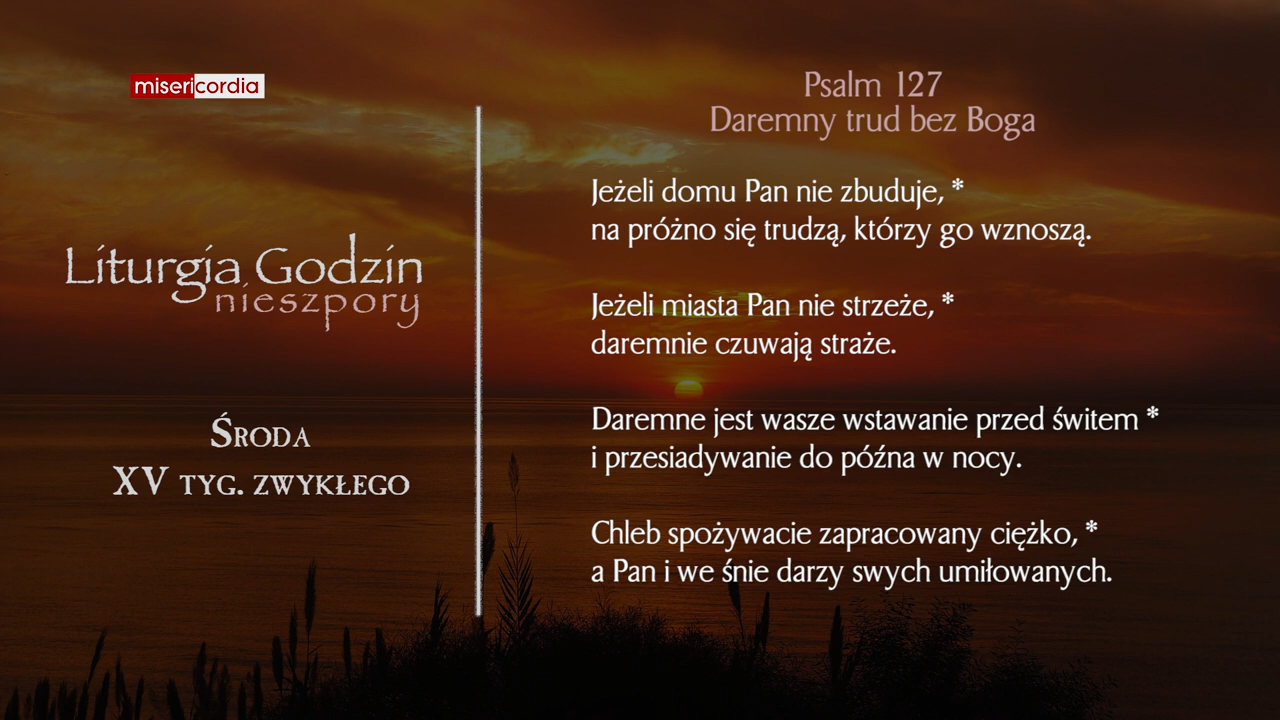 misericordia
Liturgia Godzin
nieszpory
Środa
XV tyg. zwykłego
Psalm 127
Daremny trud bez Boga
Jeżeli domu Pan nie zbuduje, *
na próżno się trudzą, którzy go wznoszą.
Jeżeli miasta Pan nie strzeże, *
daremnie czuwają straże.
Daremne jest wasze wstawanie przed świtem *
i przesiadywanie do późna w nocy.
Chleb spożywacie zapracowany ciężko, *
a Pan i we śnie darzy swych umiłowanych.